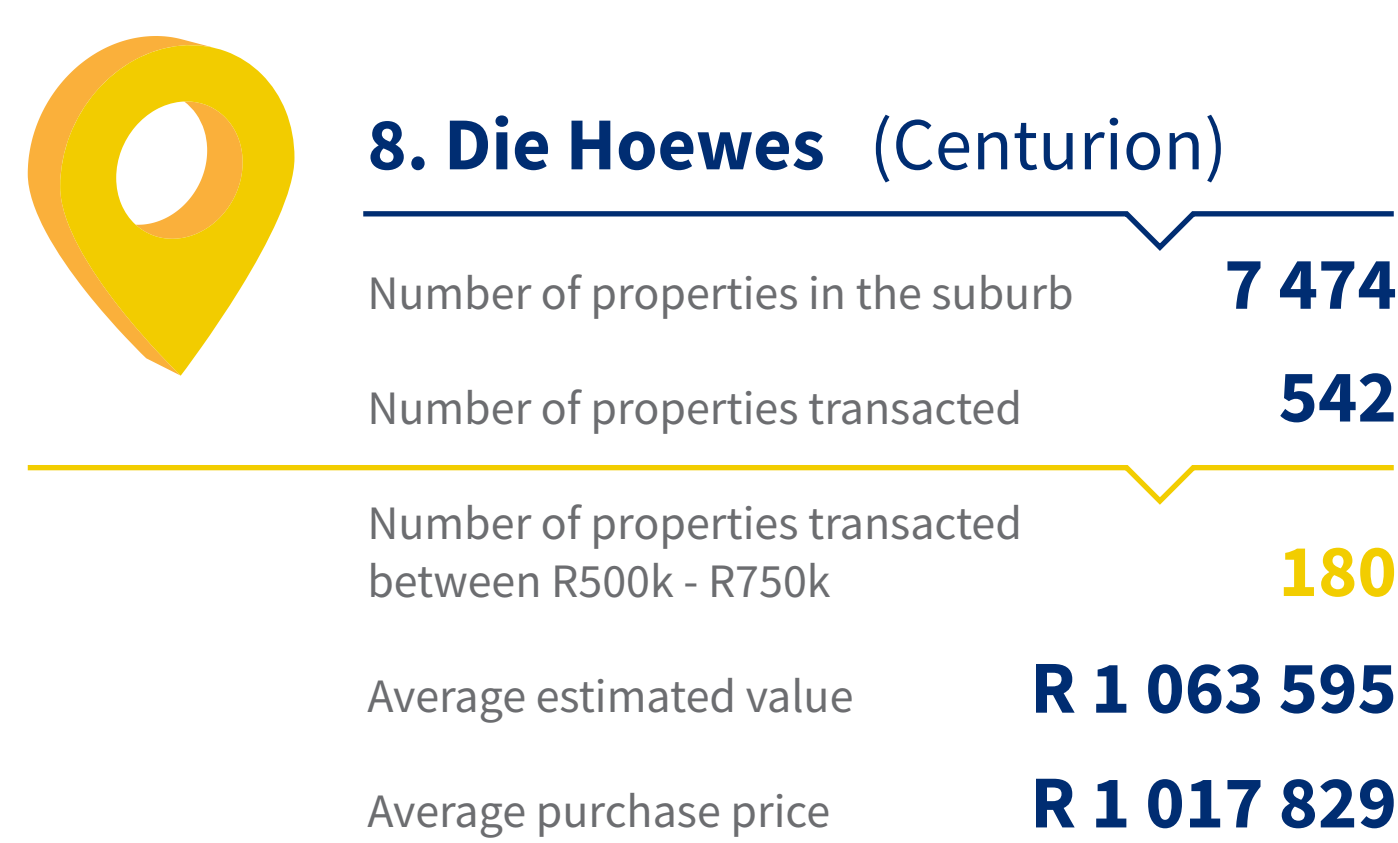 8. Die Hoewes (Centurion)
Number of properties in the suburb 7 474
Number of properties transacted 542
Number of properties transacted
between R500k - R750k 180
Average estimated value R 1 063 595
Average purchase price R 1 017 829